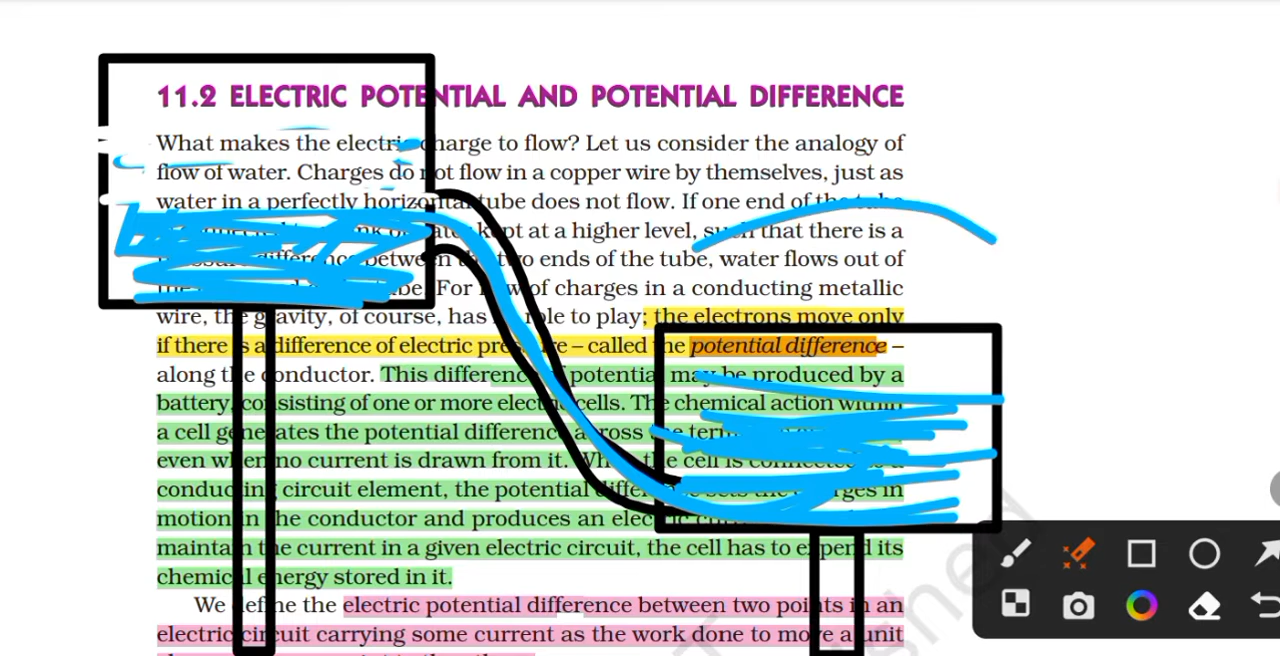 11.2 ELECTRIC POTENTIAL AND POTENTIAL DIFFERENCE
What makes the electric charge to flow? Let us consider the analogy of
flow of water. Charges do not flow in a copper wire by themselves, just as
water in a perfectly horizontal tube does not flow. If one end of the tube
kept at a higher level, such that there is a
difference between the two ends of the tube, water flows out of
For flow of charges in a conducting metallic
wire, the gravity, of course, has no role to play; the electrons move only
if there is a difference of electric pressure – called the potential difference –
along the conductor. This difference of potential may be produced by a
battery, consisting of one or more electric cells. The chemical action within
a cell generates the potential difference across the
even when no current is drawn from it. When the cell is connected to a
conducting circuit element, the potential difference sets the charges in
motion in the conductor and produces an electric
maintain the current in a given electric circuit, the cell has to expend its
chemical energy stored in it.
We define the electric potential difference between two points in an
electric circuit carrying some current as the work done to move a unit